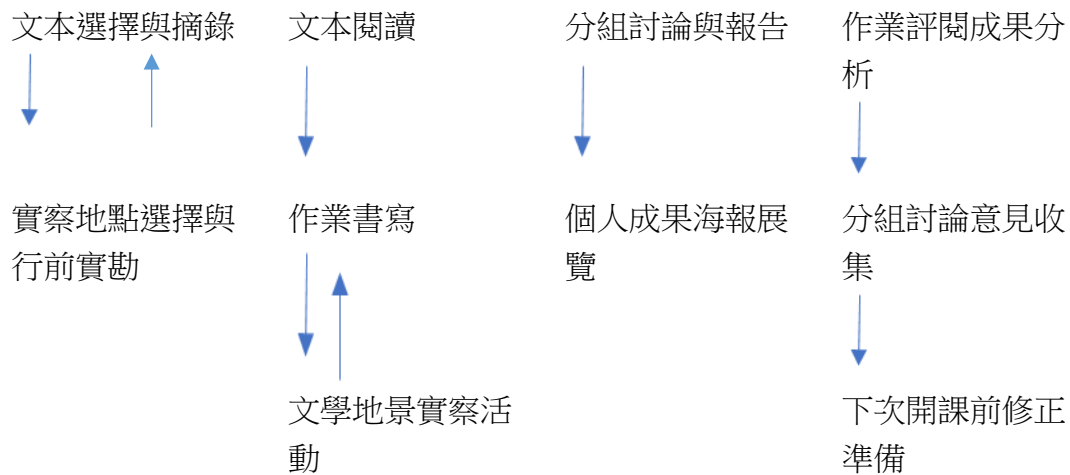 文本選擇與摘錄
文本閱讀
分組討論與報告
作業評閱成果分
析
實察地點選擇與
行前實勘
作業書寫
個人成果海報展
覽
分組討論意見收
集
文學地景實察活
動
下次開課前修正
準備